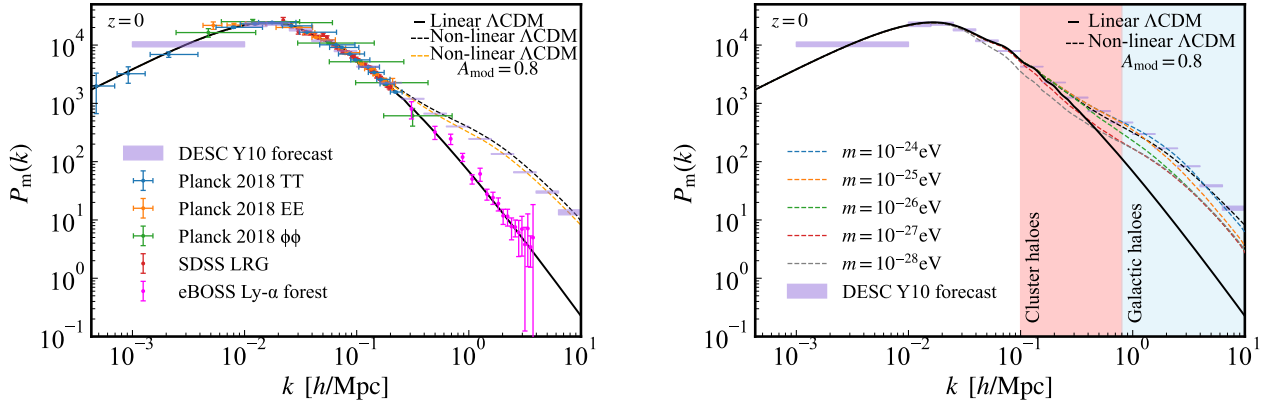 z = 0
Linear ΛCDM
Non-linear ΛCDM
Non-linear ΛCDM
A_mod = 0.8
10^4
10^3
10^2
10^1
10^0
10^−1
P_m(k)
DESC Y10 forecast
Planck 2018 TT
Planck 2018 EE
Planck 2018 ϕϕ
SDSS LRG
eBOSS Ly-α forest
10^−3
10^−2
10^−1
10^0
10^1
k [h/Mpc]
z = 0
Linear ΛCDM
Non-linear ΛCDM
A_mod = 0.8
10^4
10^3
10^2
10^1
10^0
10^−1
P_m(k)
m = 10^−24 eV
m = 10^−25 eV
m = 10^−26 eV
m = 10^−27 eV
m = 10^−28 eV
DESC Y10 forecast
Cluster haloes
Galactic haloes
10^−3
10^−2
10^−1
10^0
10^1
k [h/Mpc]